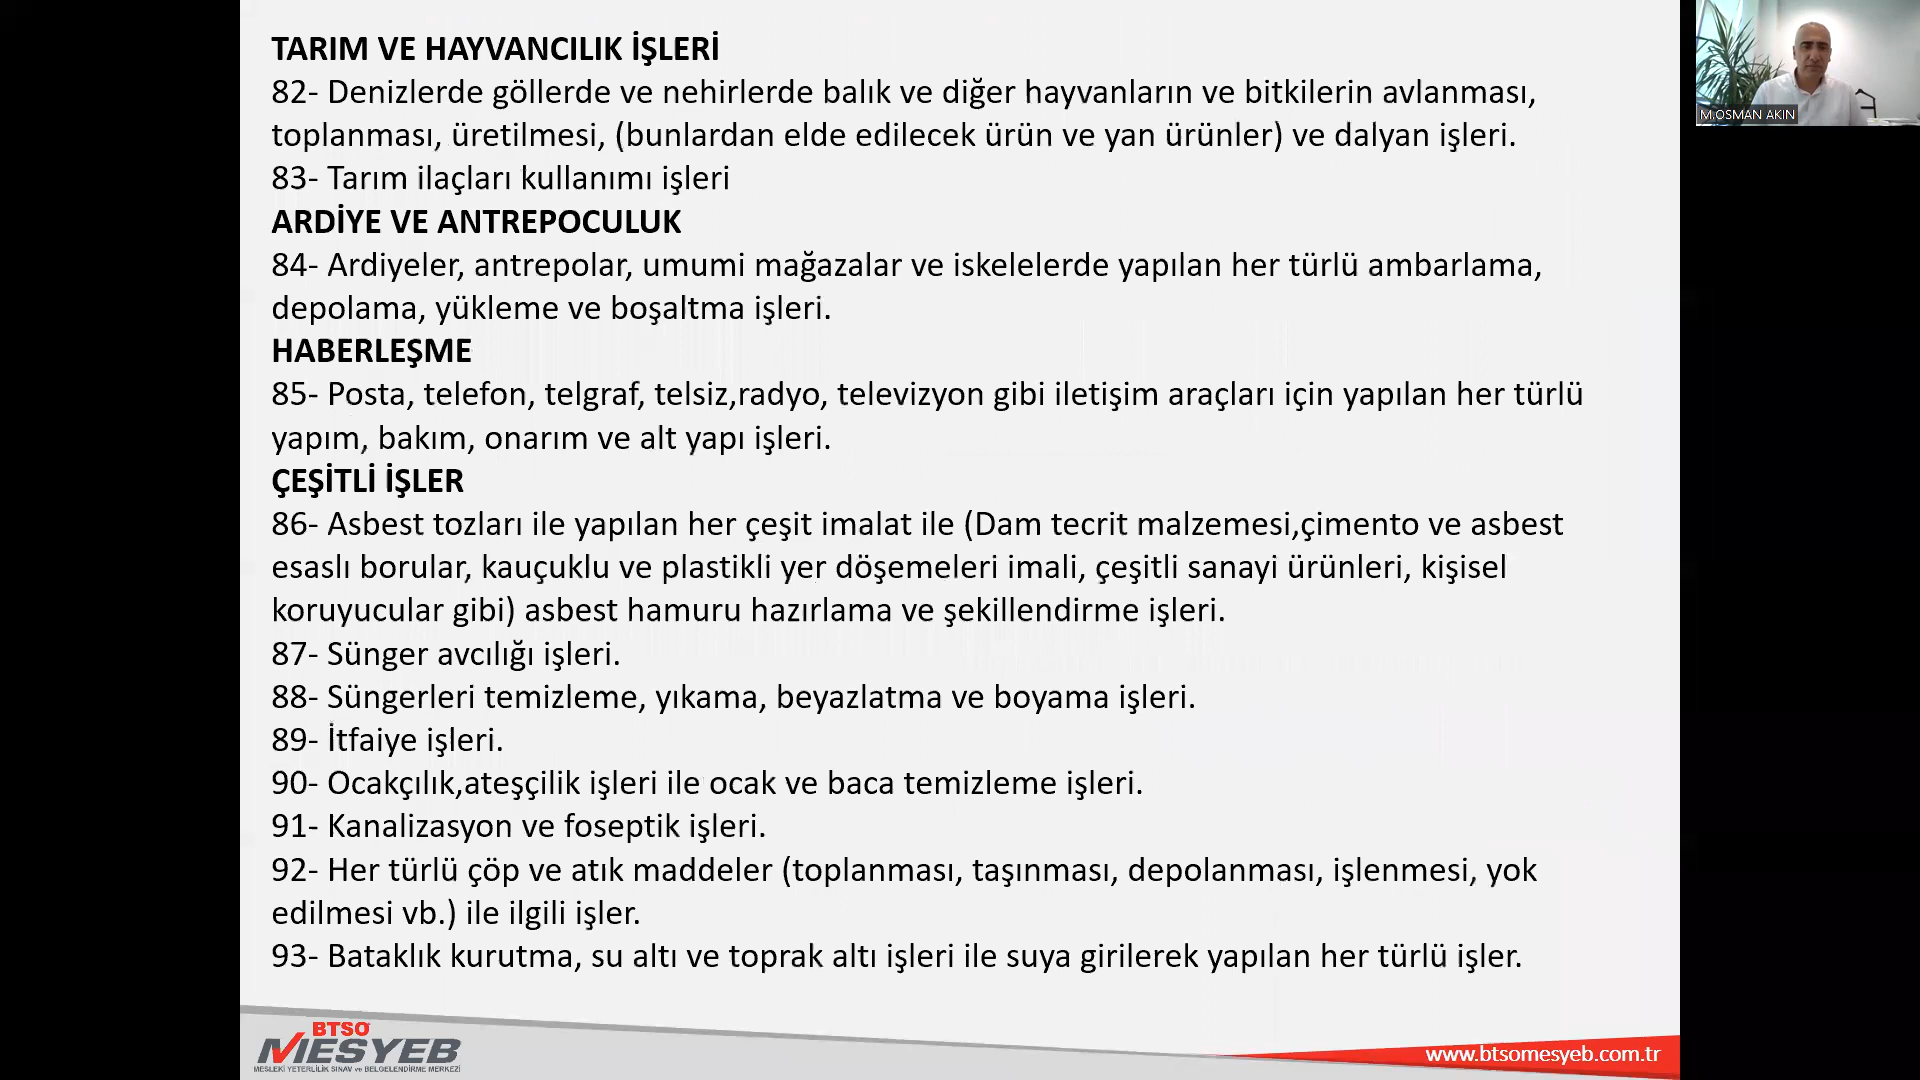 TARIM VE HAYVANCILIK İŞLERİ
82- Denizlerde göllerde ve nehirlerde balık ve diğer hayvanların ve bitkilerin avlanması,
toplanması, üretilmesi, (bunlardan elde edilecek ürün ve yan ürünler) ve dalyan işleri.
83- Tarım ilaçları kullanımı işleri
ARDİYE VE ANTREPOCULUK
84- Ardiyeler, antrepolar, umumi mağazalar ve iskelelerde yapılan her türlü ambarlama,
depolama, yükleme ve boşaltma işleri.
HABERLEŞME
85- Posta, telefon, telgraf, telsiz,radyo, televizyon gibi iletişim araçları için yapılan her türlü
yapım, bakım, onarım ve alt yapı işleri.
ÇEŞİTLİ İŞLER
86- Asbest tozları ile yapılan her çeşit imalat ile (Dam tecrit malzemesi,çimento ve asbest
esaslı borular, kauçuklu ve plastikli yer döşemeleri imali, çeşitli sanayi ürünleri, kişisel
koruyucular gibi) asbest hamuru hazırlama ve şekillendirme işleri.
87- Sünger avcılığı işleri.
88- Süngerleri temizleme, yıkama, beyazlatma ve boyama işleri.
89- İtfaiye işleri.
90- Ocakçılık,ateşçilik işleri ile ocak ve baca temizleme işleri.
91- Kanalizasyon ve foseptik işleri.
92- Her türlü çöp ve atık maddeler (toplanması, taşınması, depolanması, işlenmesi, yok
edilmesi vb.) ile ilgili işler.
93- Bataklık kurutma, su altı ve toprak altı işleri ile suya girilerek yapılan her türlü işler.
M.OSMAN AKIN
BTSO
MESYEB
MESLEKİ YETERLİLİK SINAV ve BELGELENDİRME MERKEZİ
www.btsomesyeb.com.tr